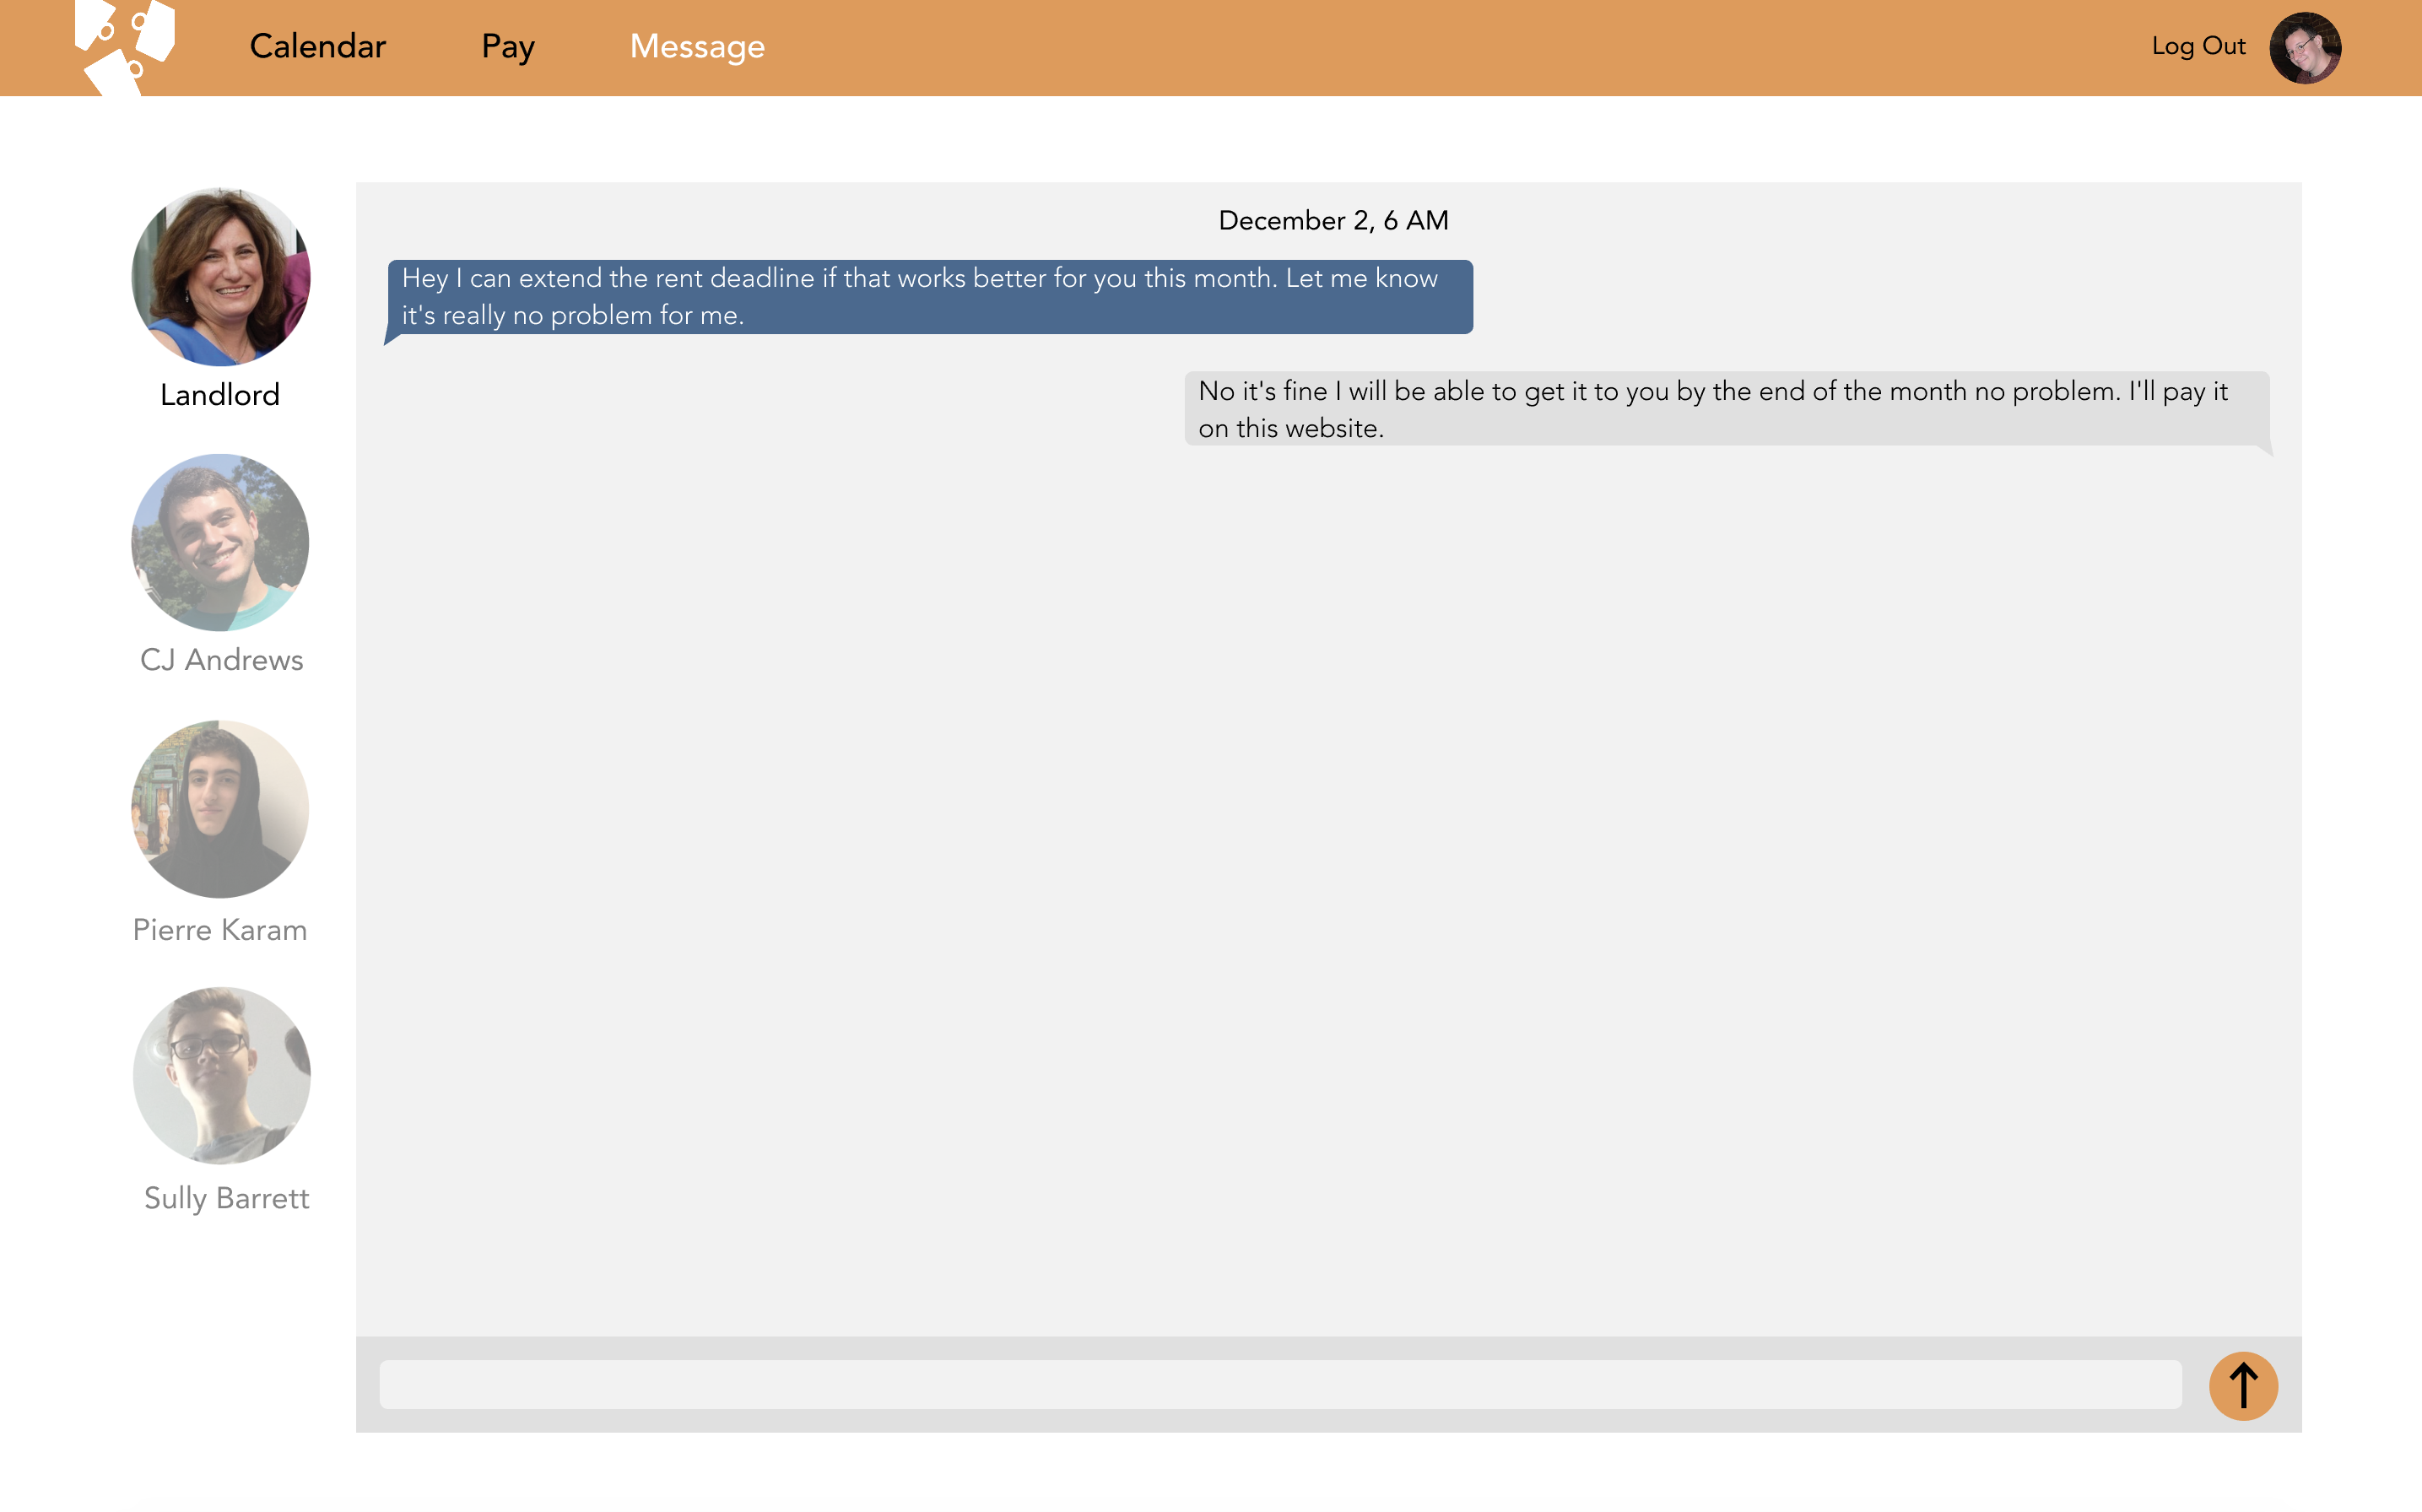 Calendar Pay Message Log Out
December 2, 6 AM
Hey I can extend the rent deadline if that works better for you this month. Let me know
it's really no problem for me.
Landlord
No it's fine I will be able to get it to you by the end of the month no problem. I'll pay it
on this website.
CJ Andrews
Pierre Karam
Sully Barrett